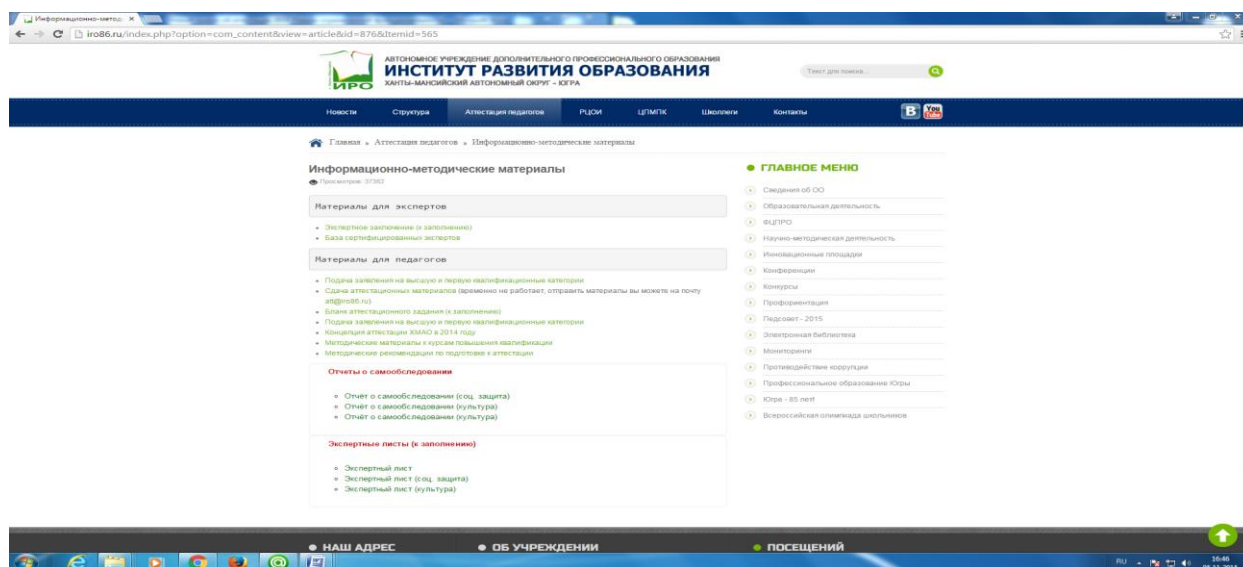 Информационно-метод
iro86.ru/index.php?option=com_content&view=article&id=876&Itemid=565
АВТОНОМНОЕ УЧРЕЖДЕНИЕ ДОПОЛНИТЕЛЬНОГО ПРОФЕССИОНАЛЬНОГО ОБРАЗОВАНИЯ
ИНСТИТУТ РАЗВИТИЯ ОБРАЗОВАНИЯ
ХАНТЫ-МАНСИЙСКИЙ АВТОНОМНЫЙ ОКРУГ – ЮГРА
ИРО
Текст для поиска...
Новости Структура Аттестация педагогов РЦОИ ЦПМПК Школлеги Контакты
B You Tube
Главная » Аттестация педагогов » Информационно-методические материалы
Информационно-методические материалы
Просмотров: 37382
Материалы для экспертов
Экспертное заключение (к заполнению)
База сертифицированных экспертов
Материалы для педагогов
Подача заявления на высшую и первую квалификационные категории
Сдача аттестационных материалов (временно не работает, отправить материалы вы можете на почту
att@iro86.ru)
Бланк аттестационного задания (к заполнению)
Подача заявления на высшую и первую квалификационные категории
Концепция аттестации ХМАО в 2014 году
Методические материалы к курсам повышения квалификации
Методические рекомендации по подготовке к аттестации
Отчеты о самообследовании
Отчёт о самообследовании (соц. защита)
Отчёт о самообследовании (культура)
Отчёт о самообследовании (культура)
Экспертные листы (к заполнению)
Экспертный лист
Экспертный лист (соц. защита)
Экспертный лист (культура)
ГЛАВНОЕ МЕНЮ
Сведения об ОО
Образовательная деятельность
ФЦПРО
Научно-методическая деятельность
Инновационные площадки
Конференции
Конкурсы
Профориентация
Педсовет - 2015
Электронная библиотека
Мониторинги
Противодействие коррупции
Профессиональное образование Югры
Югре - 85 лет!
Всероссийская олимпиада школьников
НАШ АДРЕС ОБ УЧРЕЖДЕНИИ ПОСЕЩЕНИЙ
RU 16:46